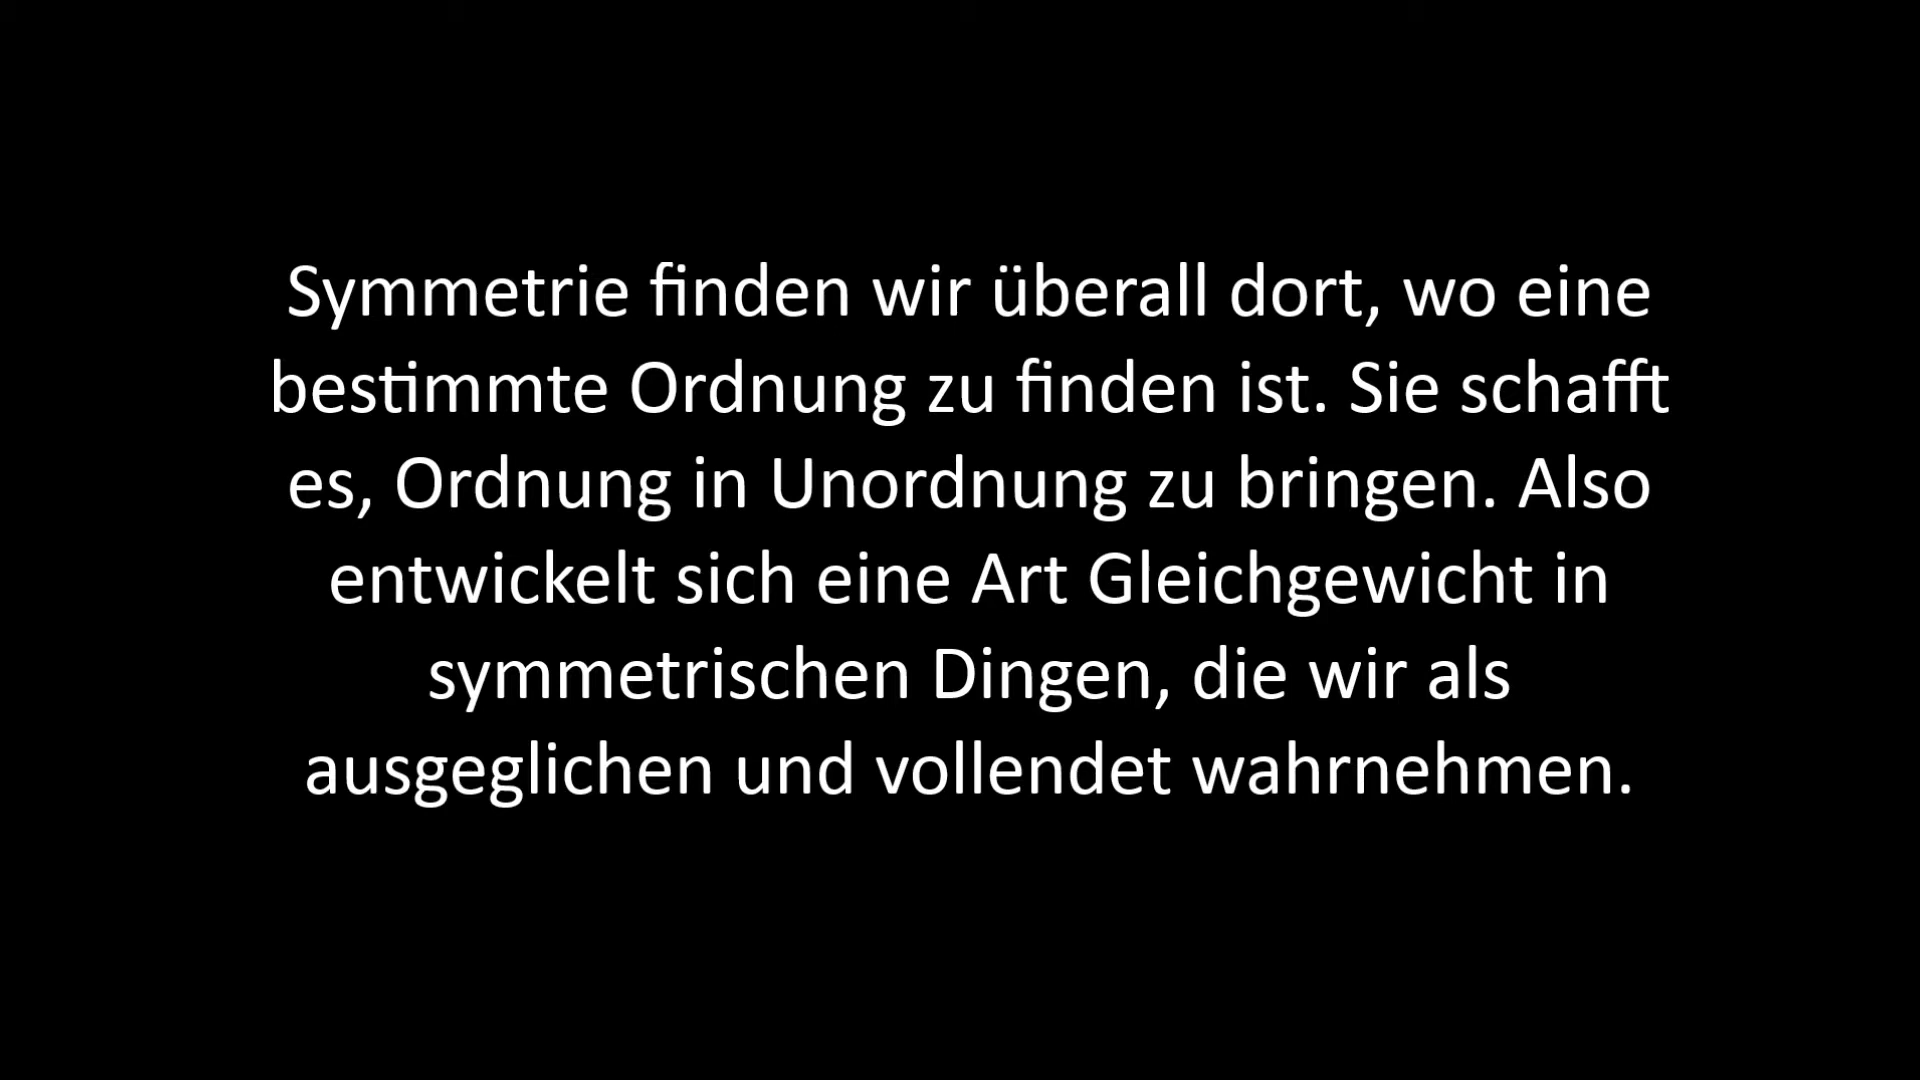 Symmetrie finden wir überall dort, wo eine
bestimmte Ordnung zu finden ist. Sie schafft
es, Ordnung in Unordnung zu bringen. Also
entwickelt sich eine Art Gleichgewicht in
symmetrischen Dingen, die wir als
ausgeglichen und vollendet wahrnehmen.